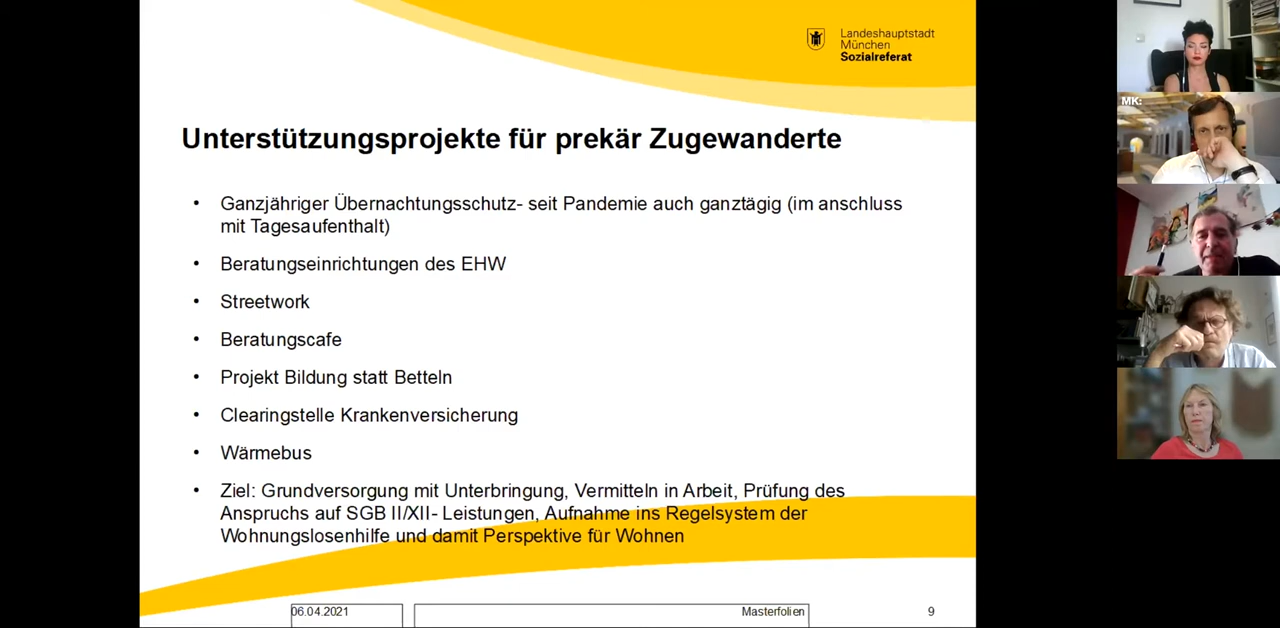 Landeshauptstadt
München
Sozialreferat
Unterstützungsprojekte für prekär Zugewanderte
• Ganzjähriger Übernachtungsschutz- seit Pandemie auch ganztägig (im anschluss
mit Tagesaufenthalt)
• Beratungseinrichtungen des EHW
• Streetwork
• Beratungscafe
• Projekt Bildung statt Betteln
• Clearingstelle Krankenversicherung
• Wärmebus
• Ziel: Grundversorgung mit Unterbringung, Vermitteln in Arbeit, Prüfung des
Anspruchs auf SGB II/XII- Leistungen, Aufnahme ins Regelsystem der
Wohnungslosenhilfe und damit Perspektive für Wohnen
06.04.2021
Masterfolien
9
MK: